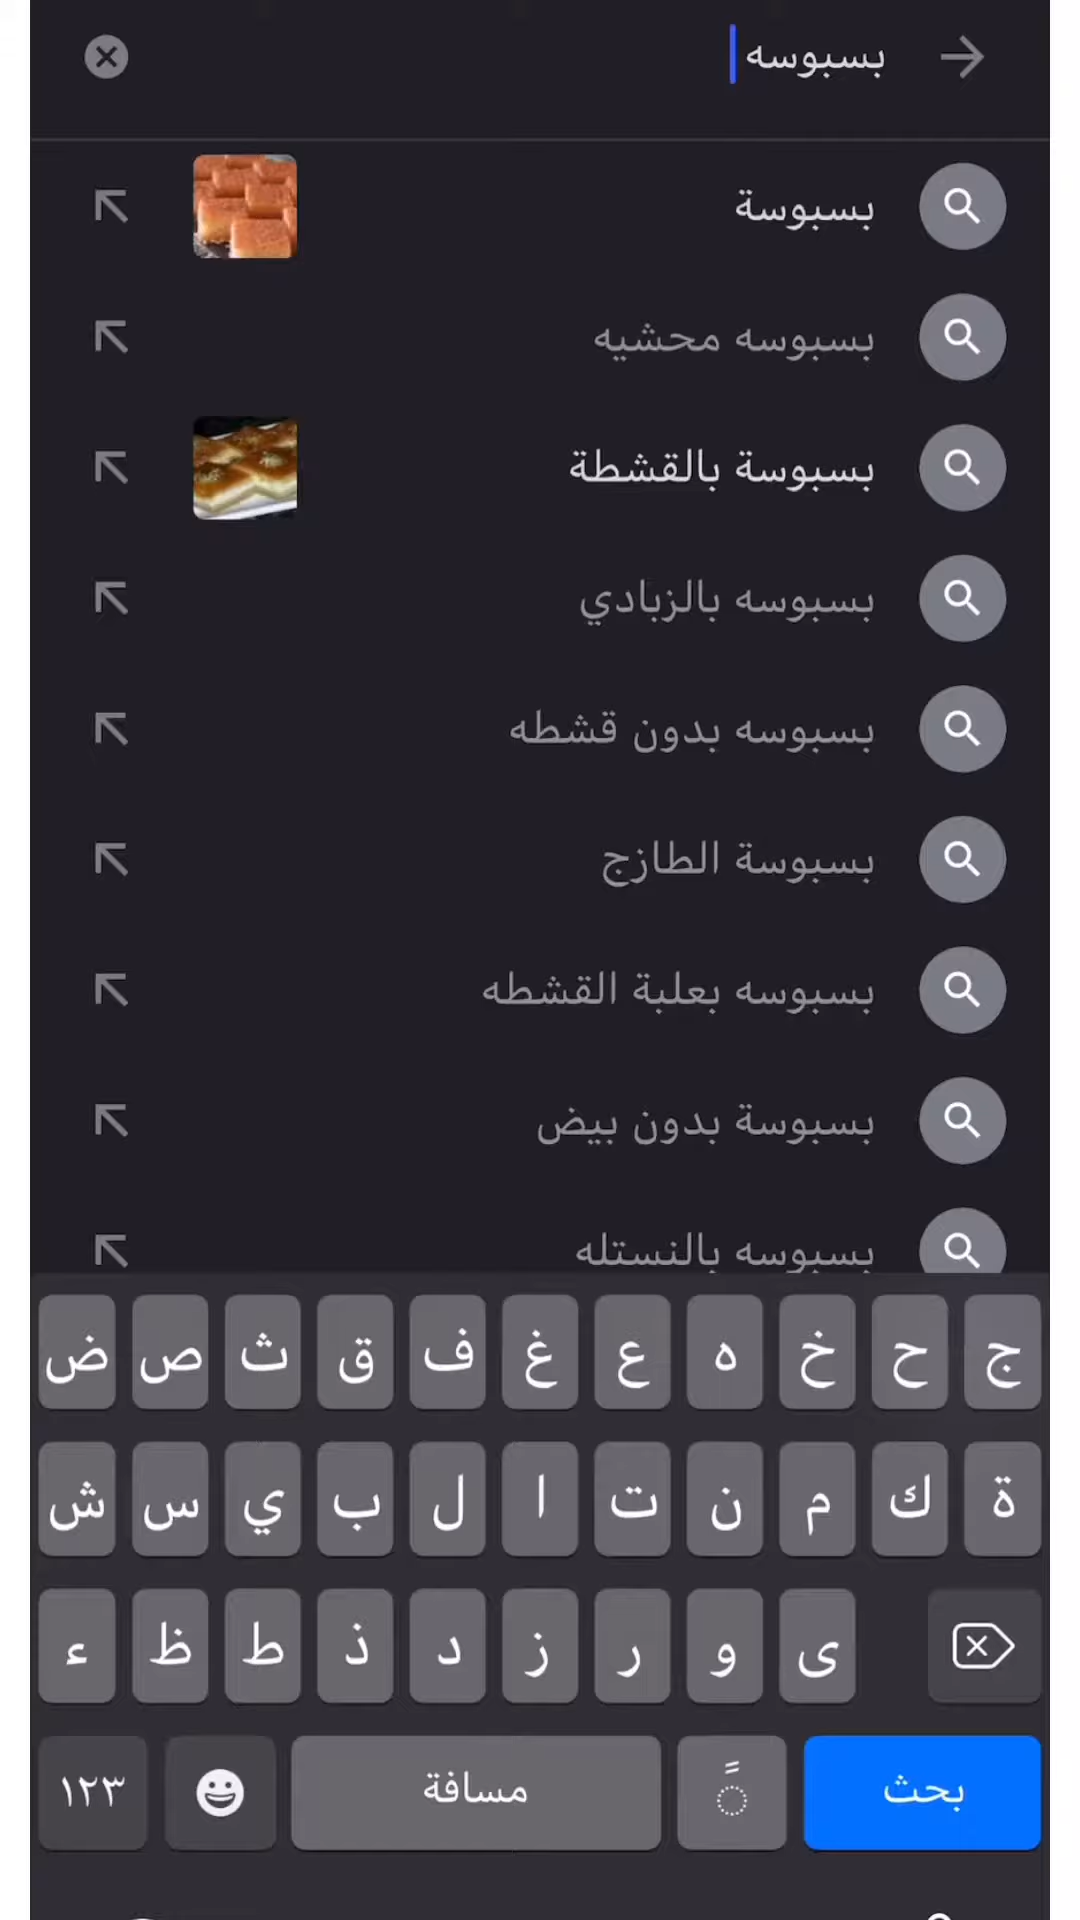 بسبوسه
بسبوسة
بسبوسه محشيه
بسبوسة بالقشطة
بسبوسه بالزبادي
بسبوسه بدون قشطه
بسبوسة الطازج
بسبوسه بعلبة القشطه
بسبوسة بدون بيض
بسبوسه بالنستله
ض ص ث ق ف غ ع ه خ ح ج
ش س ي ب ل ا ت ن م ك ة
ء ظ ط ذ د ز ر و ى
١٢٣ مسافة بحث